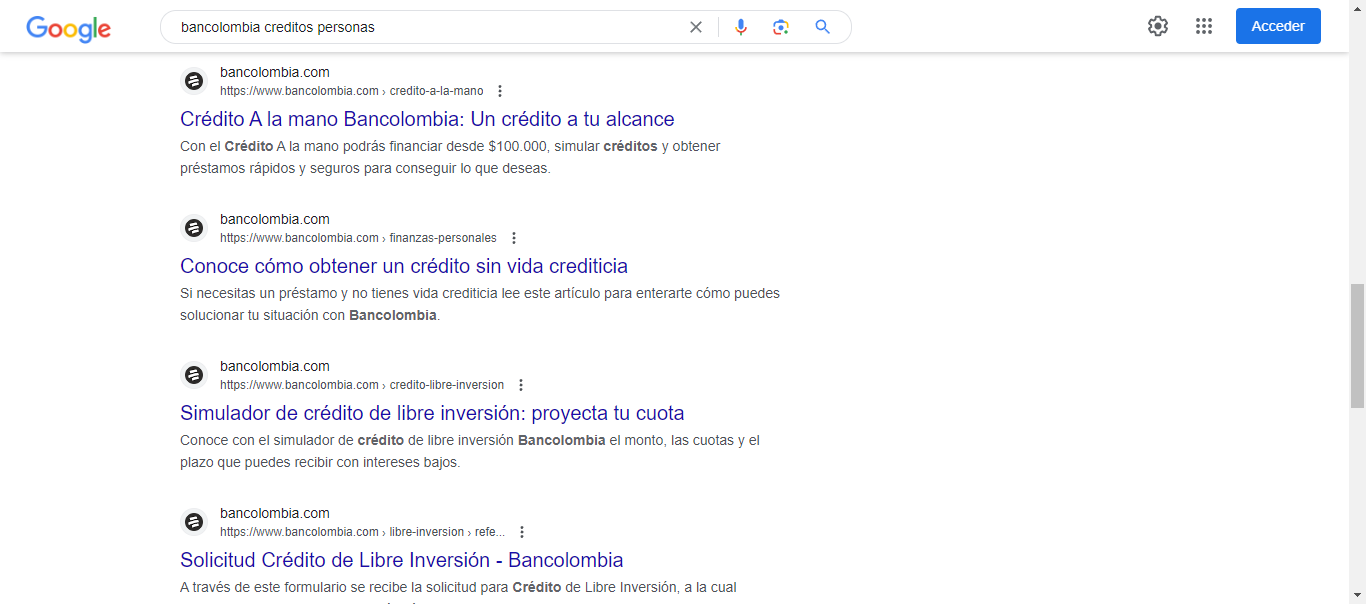 Google
bancolombia creditos personas
Acceder
bancolombia.com
https://www.bancolombia.com › credito-a-la-mano
Crédito A la mano Bancolombia: Un crédito a tu alcance
Con el Crédito A la mano podrás financiar desde $100.000, simular créditos y obtener
préstamos rápidos y seguros para conseguir lo que deseas.
bancolombia.com
https://www.bancolombia.com › finanzas-personales
Conoce cómo obtener un crédito sin vida crediticia
Si necesitas un préstamo y no tienes vida crediticia lee este artículo para enterarte cómo puedes
solucionar tu situación con Bancolombia.
bancolombia.com
https://www.bancolombia.com › credito-libre-inversion
Simulador de crédito de libre inversión: proyecta tu cuota
Conoce con el simulador de crédito de libre inversión Bancolombia el monto, las cuotas y el
plazo que puedes recibir con intereses bajos.
bancolombia.com
https://www.bancolombia.com › libre-inversion › refe...
Solicitud Crédito de Libre Inversión - Bancolombia
A través de este formulario se recibe la solicitud para Crédito de Libre Inversión, a la cual